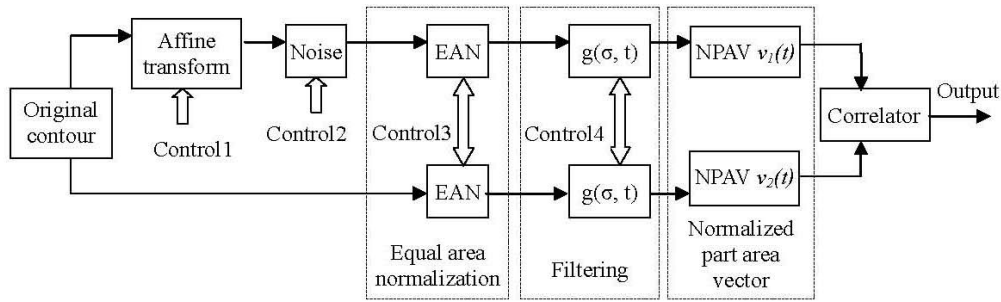 Original
contour
Affine
transform
Control1
Noise
Control2
EAN
Control3
EAN
Equal area
normalization
g(σ, t)
Control4
g(σ, t)
Filtering
NPAV v₁(t)
NPAV v₂(t)
Normalized
part area
vector
Correlator
Output